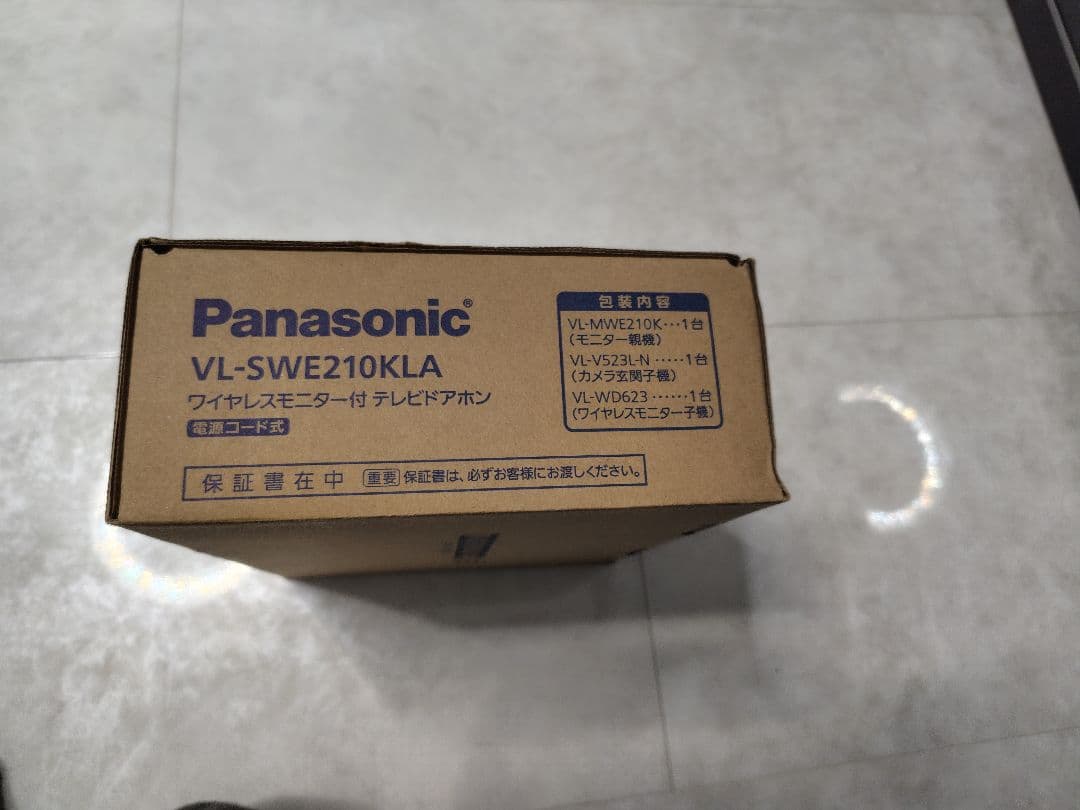 Panasonic®
VL-SWE210KLA
ワイヤレスモニター付 テレビドアホン
電源コード式
保証書在中 重要 保証書は、必ずお客様にお渡しください。
包装内容
VL-MWE210K‥‥1台
(モニター親機)
VL-V523L-N ‥‥‥1台
(カメラ玄関子機)
VL-WD623 ‥‥‥1台
(ワイヤレスモニター子機)